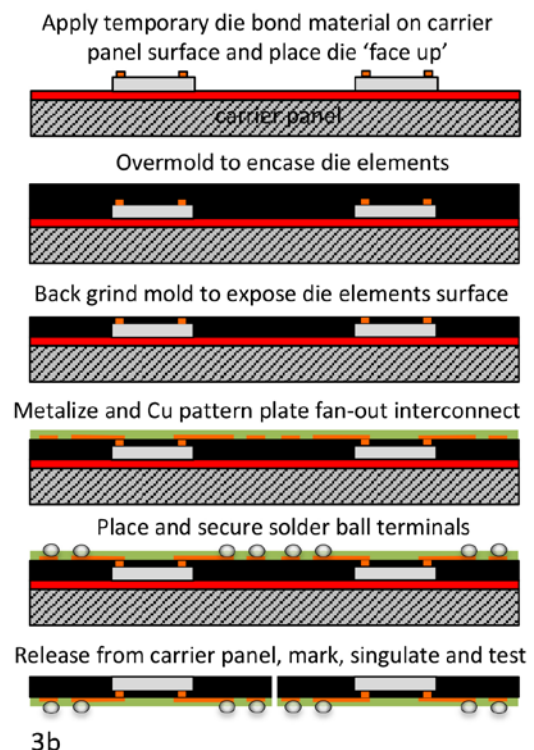 Apply temporary die bond material on carrier
panel surface and place die ‘face up’
carrier panel
Overmold to encase die elements
Back grind mold to expose die elements surface
Metalize and Cu pattern plate fan-out interconnect
Place and secure solder ball terminals
Release from carrier panel, mark, singulate and test
3b